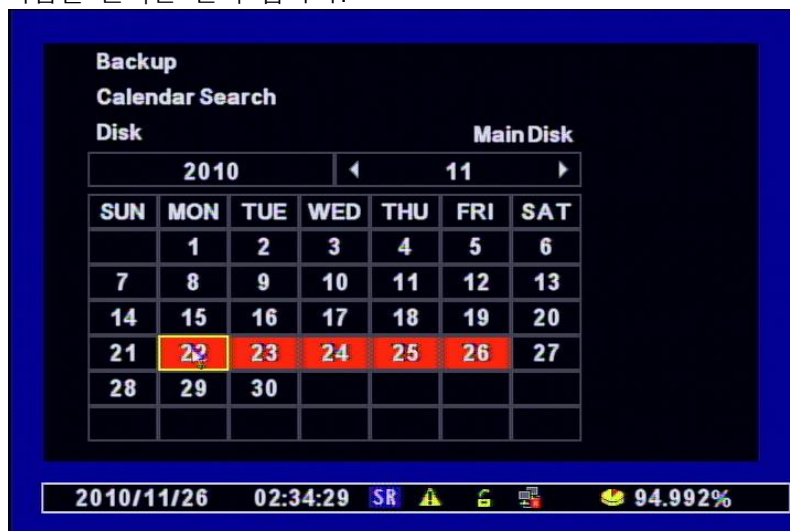 Backup
Calendar Search
Disk Main Disk
2010 11
SUN MON TUE WED THU FRI SAT
1 2 3 4 5 6
7 8 9 10 11 12 13
14 15 16 17 18 19 20
21 22 23 24 25 26 27
28 29 30
2010/11/26 02:34:29 SR 94.992%